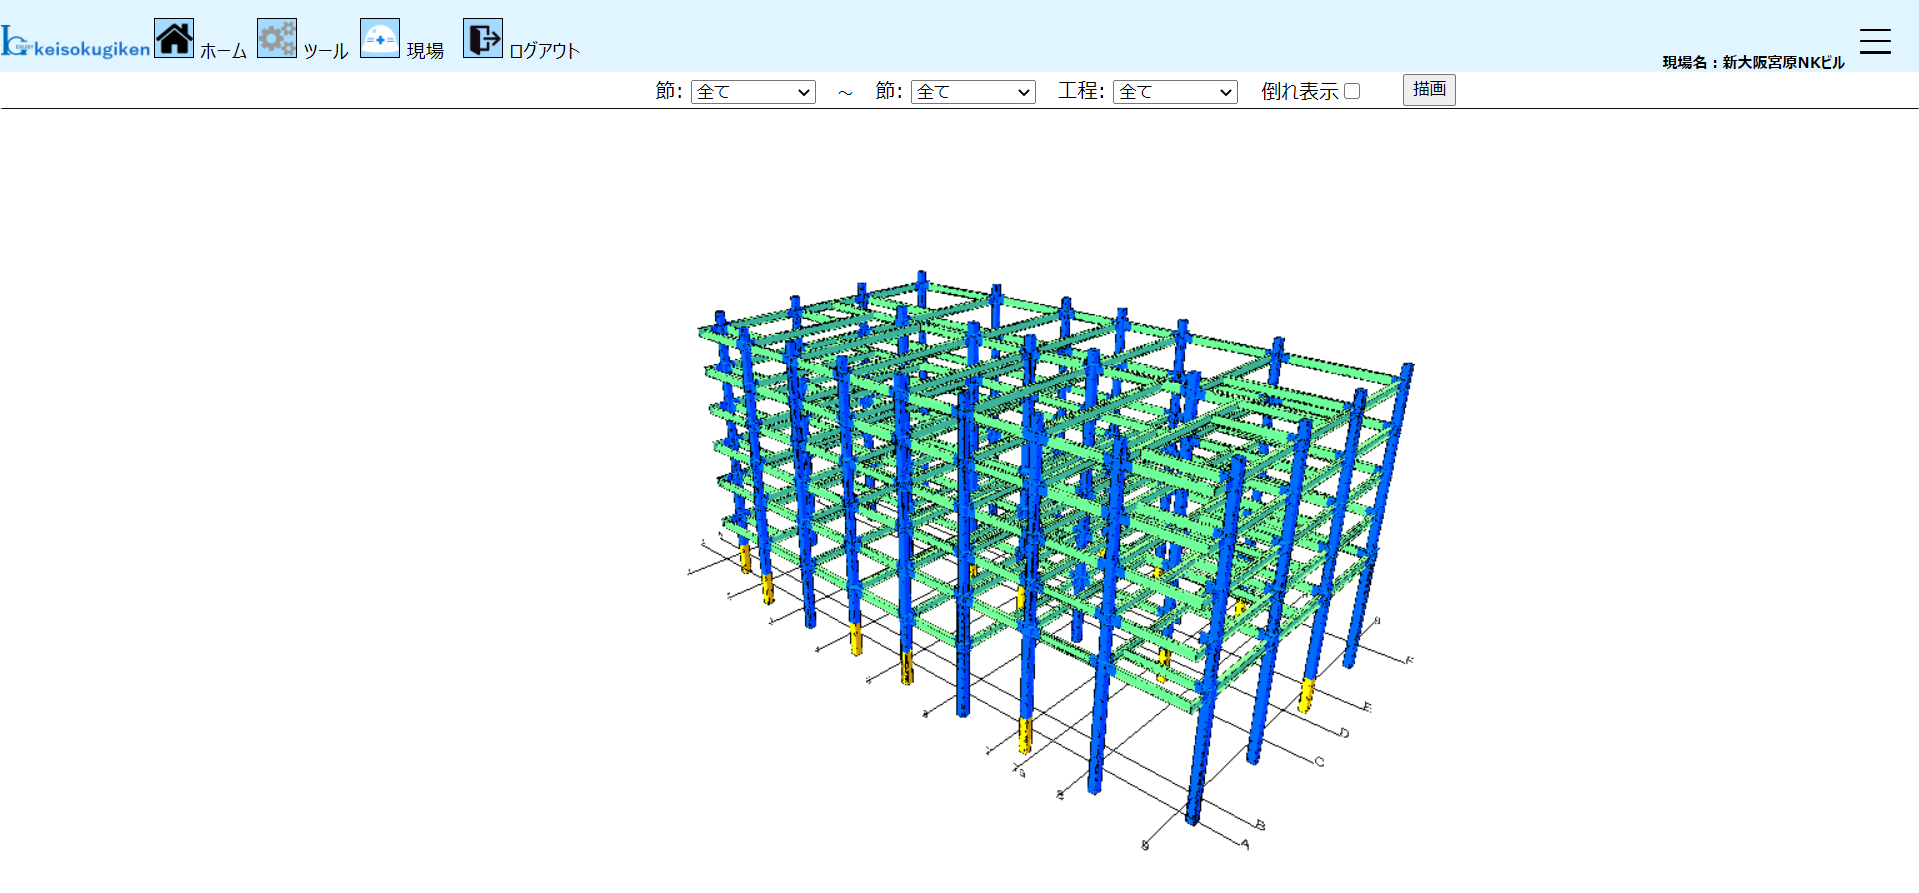 keisokugiken ホーム ツール 現場 ログアウト
現場名：新大阪宮原NKビル
節: 全て ～ 節: 全て 工程: 全て 倒れ表示 描画
F
E
D
C
B
A